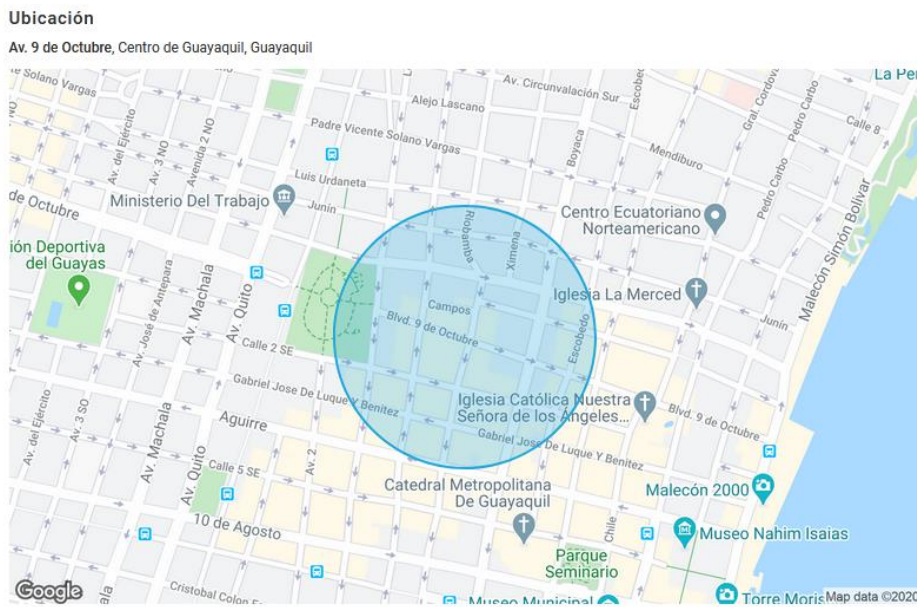 Ubicación
Av. 9 de Octubre, Centro de Guayaquil, Guayaquil
te Solano Vargas
Av. del Ejército
Av. 3 NO
Avenida 2 NO
Alejo Lascano
Padre Vicente Solano Vargas
Av. Circunvalación Sur
Escobedo
Gral. Cordova
Pedro Carbo
La Per
Calle 8
Boyaca
Mendiburo
Luis Urdaneta
Ministerio Del Trabajo
Junín
de Octubre
Riobamba
Ximena
Centro Ecuatoriano
Norteamericano
Pedro Carbo
Malecón Simón Bolivar
ión Deportiva
del Guayas
Av. José de Antepara
Av. Machala
Av. Quito
Campos
Blvd. 9 de Octubre
Iglesia La Merced
Junín
Escobedo
Calle 2 SE
Gabriel Jose De Luque Y Benitez
Iglesia Católica Nuestra
Señora de los Ángeles...
Blvd. 9 de Octubre
Av. del Ejército
Av. 3 SO
Av. Machala
Av. Quito
Aguirre
Av. 2
Gabriel Jose De Luque Y Benitez
Calle 5 SE
Catedral Metropolitana
De Guayaquil
Malecón 2000
10 de Agosto
Chile
Museo Nahim Isaias
Parque
Seminario
Google
Cristobal Colon
Museo Municipal
Torre Moris
Map data ©2020